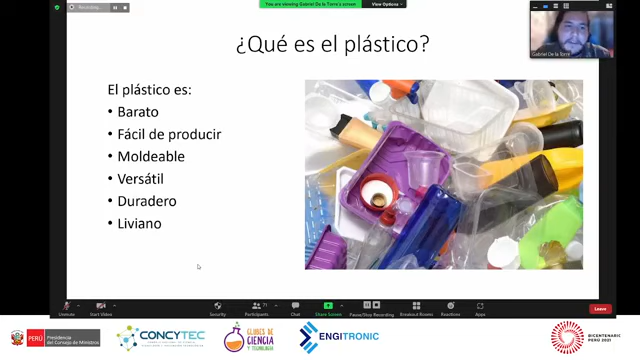 Recording...
You are viewing Gabriel De la Torre's screen
View Options
¿Qué es el plástico?
Gabriel De la Torre
El plástico es:
• Barato
• Fácil de producir
• Moldeable
• Versátil
• Duradero
• Liviano
Unmute
Start Video
Security
Participants
71
Chat
Share Screen
Pause/Stop Recording
Breakout Rooms
Reactions
Apps
Leave
PERÚ
Presidencia
del Consejo de Ministros
CONCYTEC
CLUBES DE
CIENCIA
Y TECNOLOGÍA
ENGITRONIC
BICENTENARIO
PERÚ 2021